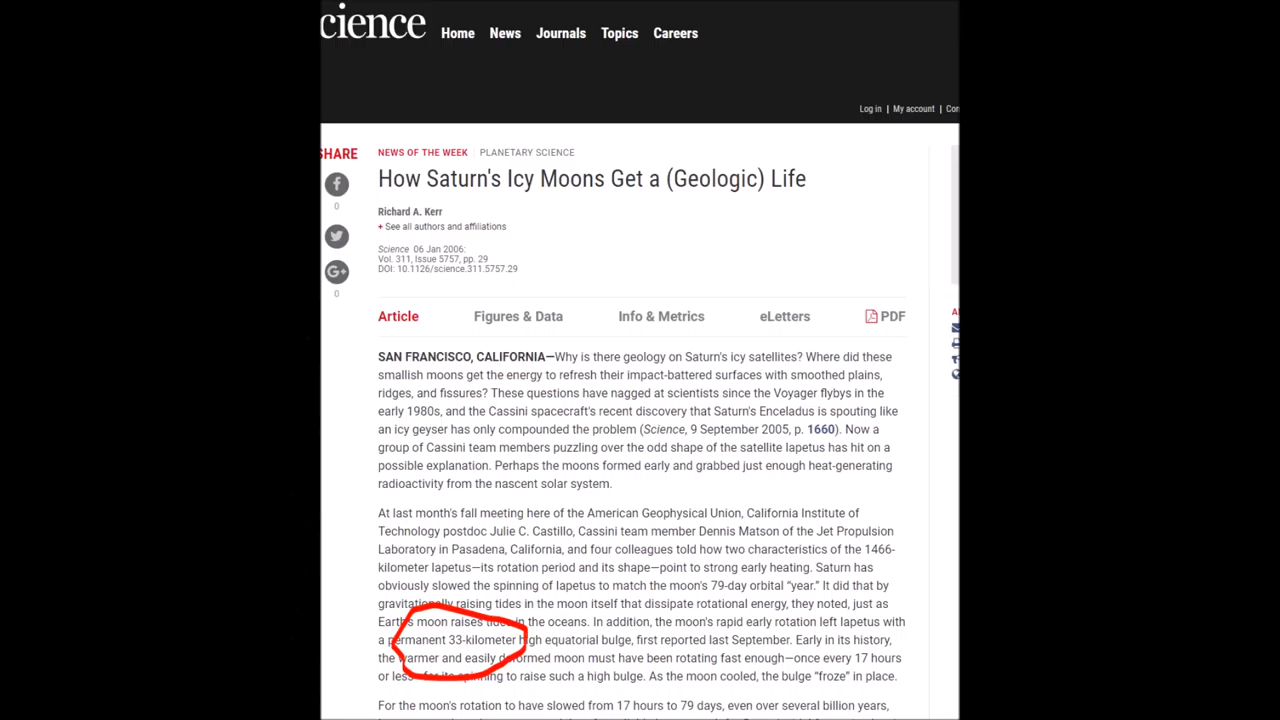 cience Home News Journals Topics Careers
Log in | My account |
SHARE
NEWS OF THE WEEK PLANETARY SCIENCE
How Saturn's Icy Moons Get a (Geologic) Life
Richard A. Kerr
+ See all authors and affiliations
0
Science 06 Jan 2006:
Vol. 311, Issue 5757, pp. 29
DOI: 10.1126/science.311.5757.29
G+
0
Article Figures & Data Info & Metrics eLetters PDF
SAN FRANCISCO, CALIFORNIA—Why is there geology on Saturn's icy satellites? Where did these
smallish moons get the energy to refresh their impact-battered surfaces with smoothed plains,
ridges, and fissures? These questions have nagged at scientists since the Voyager flybys in the
early 1980s, and the Cassini spacecraft's recent discovery that Saturn's Enceladus is spouting like
an icy geyser has only compounded the problem (Science, 9 September 2005, p. 1660). Now a
group of Cassini team members puzzling over the odd shape of the satellite Iapetus has hit on a
possible explanation. Perhaps the moons formed early and grabbed just enough heat-generating
radioactivity from the nascent solar system.
At last month's fall meeting here of the American Geophysical Union, California Institute of
Technology postdoc Julie C. Castillo, Cassini team member Dennis Matson of the Jet Propulsion
Laboratory in Pasadena, California, and four colleagues told how two characteristics of the 1466-
kilometer Iapetus—its rotation period and its shape—point to strong early heating. Saturn has
obviously slowed the spinning of Iapetus to match the moon's 79-day orbital “year.” It did that by
gravitationally raising tides in the moon itself that dissipate rotational energy, they noted, just as
Earth's moon raises tides in the oceans. In addition, the moon's rapid early rotation left Iapetus with
a permanent 33-kilometer high equatorial bulge, first reported last September. Early in its history,
the warmer and easily deformed moon must have been rotating fast enough—once every 17 hours
or less—for its spinning to raise such a high bulge. As the moon cooled, the bulge “froze” in place.
For the moon's rotation to have slowed from 17 hours to 79 days, even over several billion years,